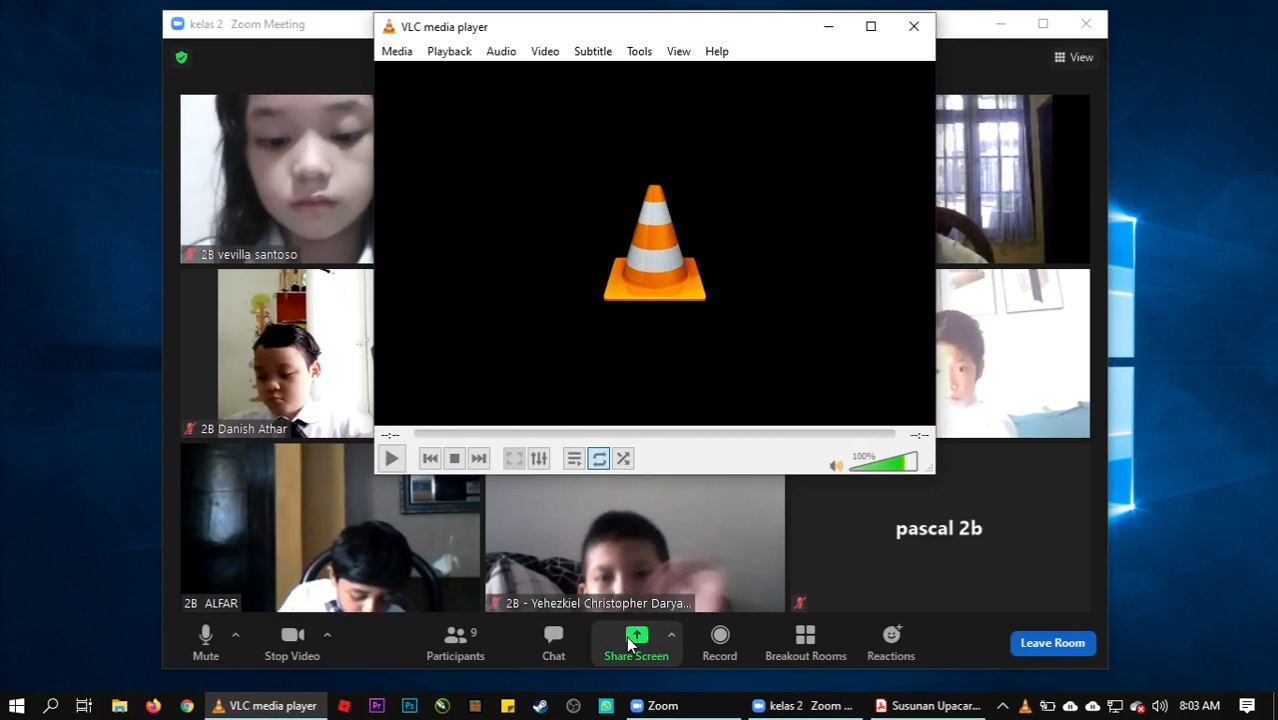 kelas 2 Zoom Meeting
VLC media player
Media Playback Audio Video Subtitle Tools View Help
View
2B vevilla santoso
2B Danish Athar
--:--
--:--
100%
pascal 2b
2B ALFAR
2B - Yehezkiel Christopher Darya...
9
Mute
Stop Video
Participants
Chat
Share Screen
Record
Breakout Rooms
Reactions
Leave Room
VLC media player
Pr
Ps
Zoom
kelas 2 Zoom ...
Susunan Upacar...
8:03 AM